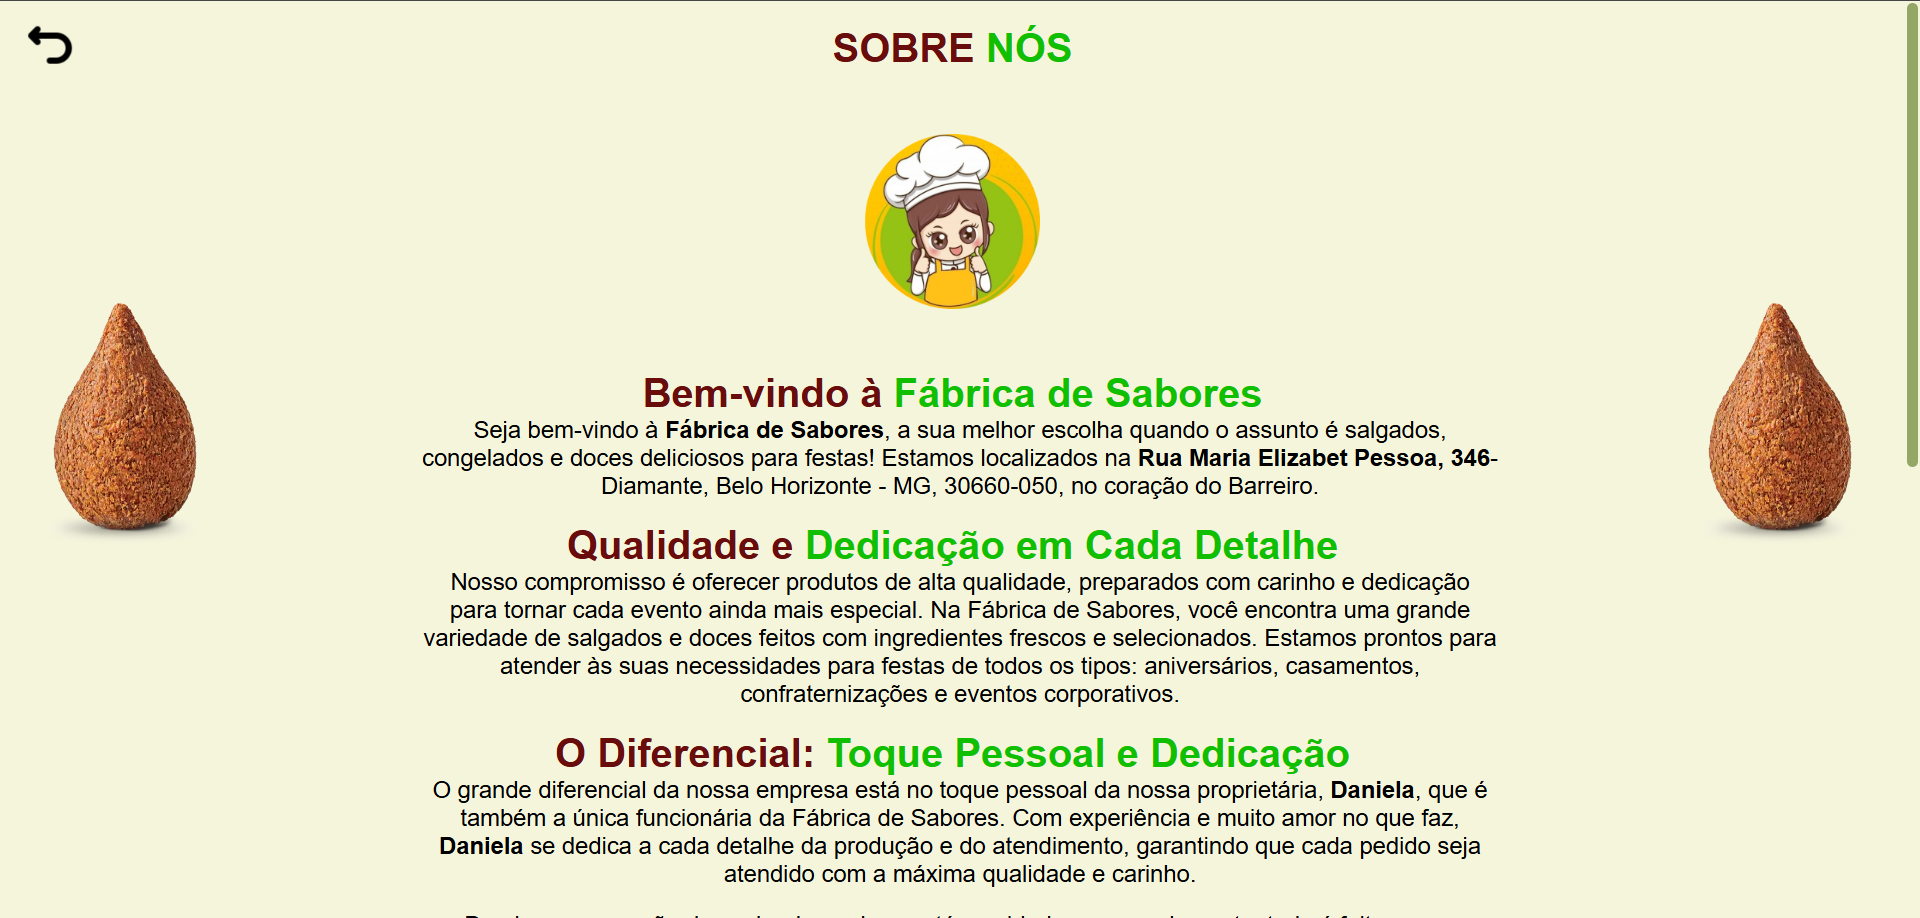 SOBRE NÓS
Bem-vindo à Fábrica de Sabores
Seja bem-vindo à Fábrica de Sabores, a sua melhor escolha quando o assunto é salgados,
congelados e doces deliciosos para festas! Estamos localizados na Rua Maria Elizabet Pessoa, 346-
Diamante, Belo Horizonte - MG, 30660-050, no coração do Barreiro.
Qualidade e Dedicação em Cada Detalhe
Nosso compromisso é oferecer produtos de alta qualidade, preparados com carinho e dedicação
para tornar cada evento ainda mais especial. Na Fábrica de Sabores, você encontra uma grande
variedade de salgados e doces feitos com ingredientes frescos e selecionados. Estamos prontos para
atender às suas necessidades para festas de todos os tipos: aniversários, casamentos,
confraternizações e eventos corporativos.
O Diferencial: Toque Pessoal e Dedicação
O grande diferencial da nossa empresa está no toque pessoal da nossa proprietária, Daniela, que é
também a única funcionária da Fábrica de Sabores. Com experiência e muito amor no que faz,
Daniela se dedica a cada detalhe da produção e do atendimento, garantindo que cada pedido seja
atendido com a máxima qualidade e carinho.